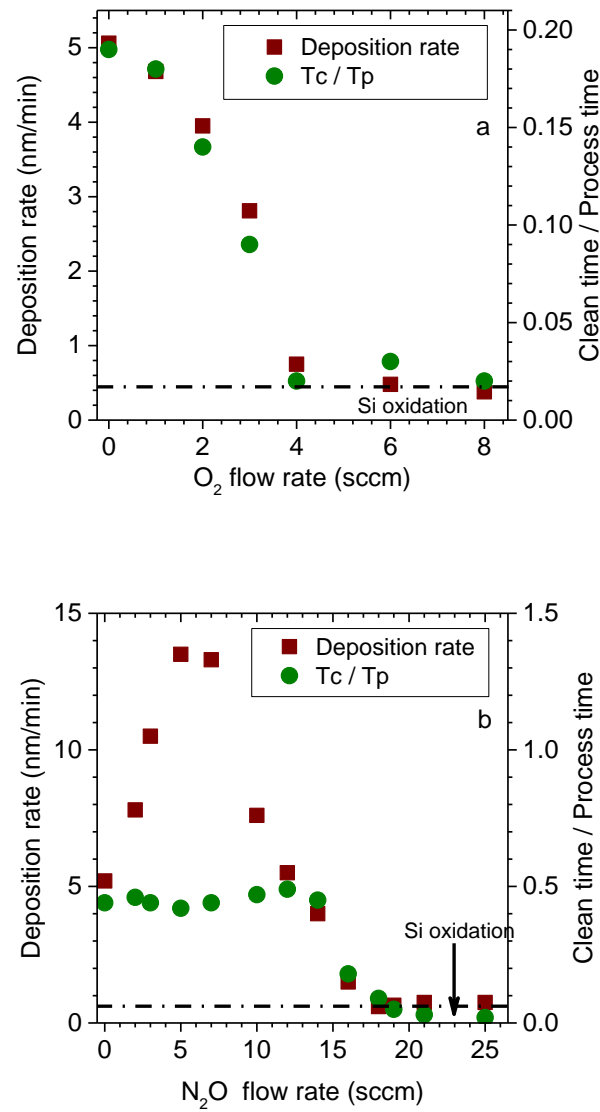 5
4
3
2
1
0
Deposition rate (nm/min)
Deposition rate
Tc / Tp
a
Si oxidation
0.20
0.15
0.10
0.05
0.00
Clean time / Process time
0 2 4 6 8
O₂ flow rate (sccm)
15
10
5
0
Deposition rate (nm/min)
Deposition rate
Tc / Tp
b
Si oxidation
1.5
1.0
0.5
0.0
Clean time / Process time
0 5 10 15 20 25
N₂O flow rate (sccm)